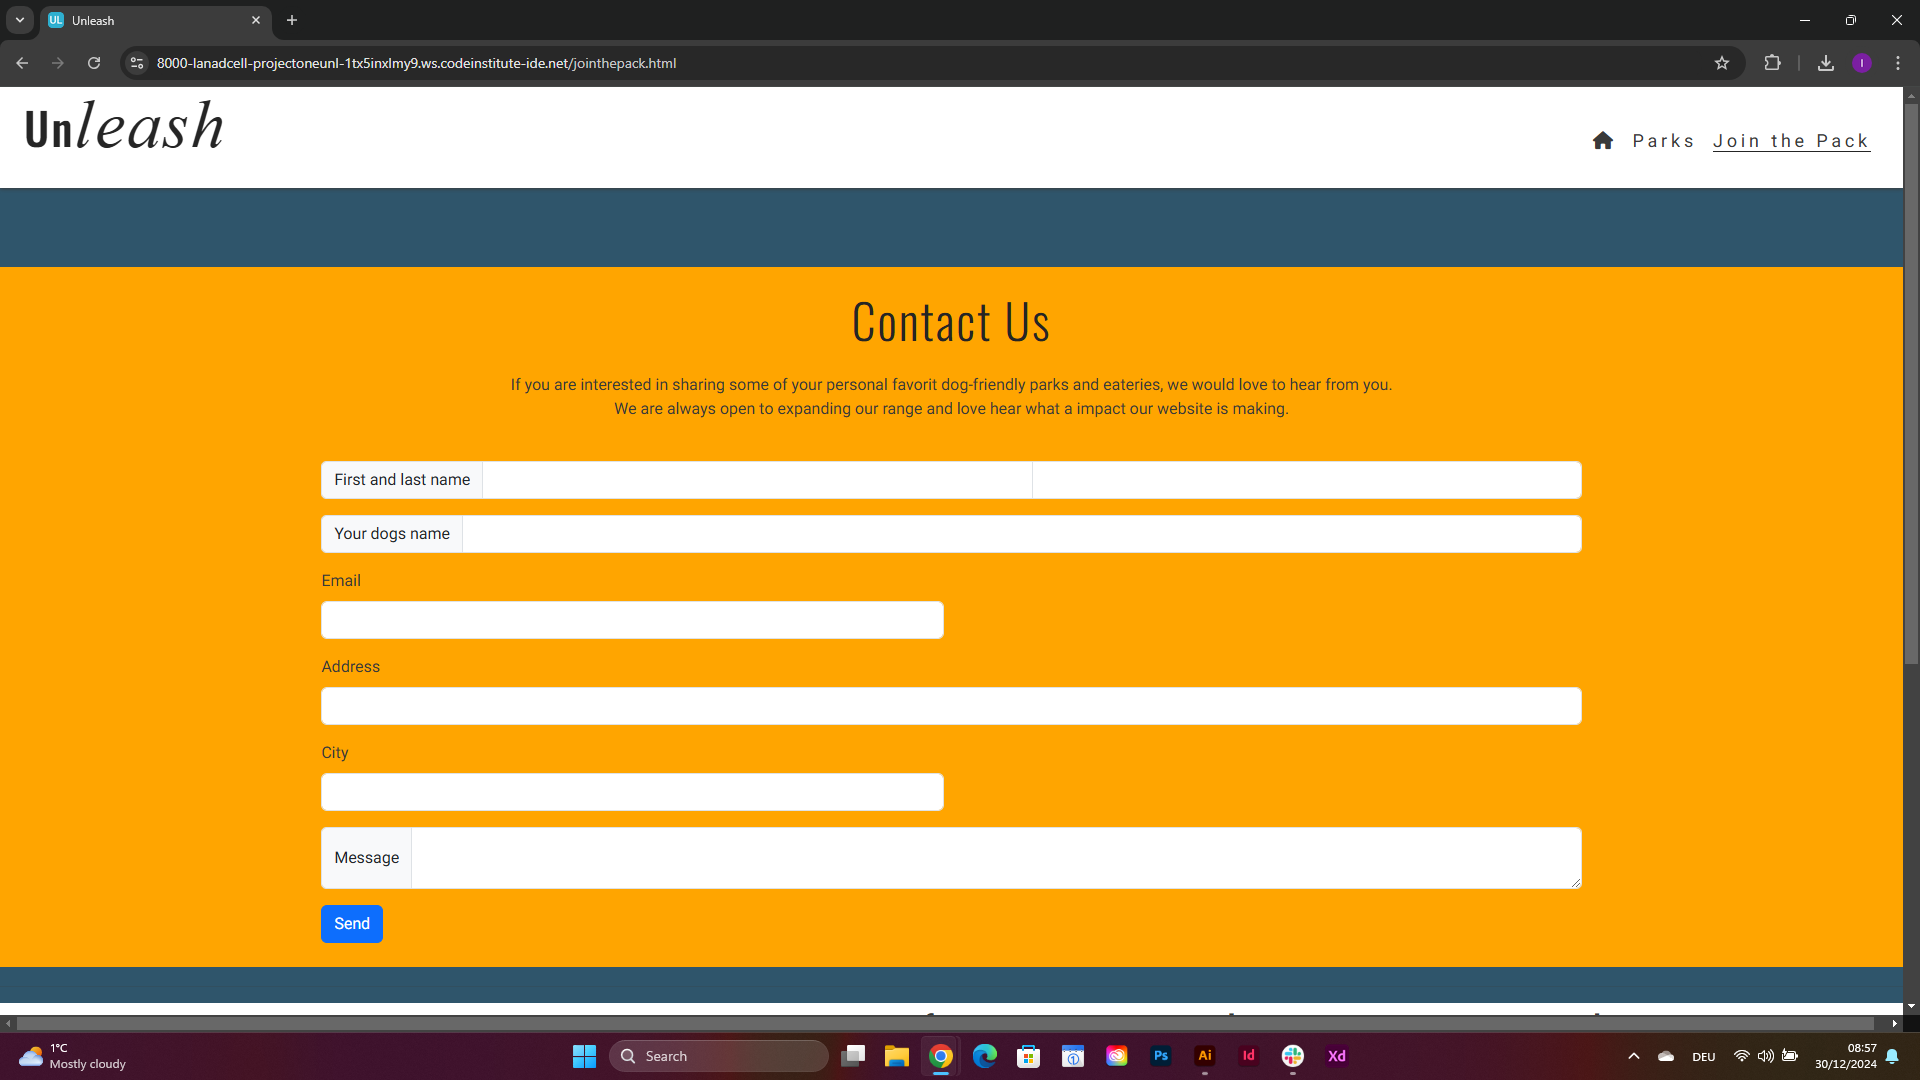 UL Unleash
8000-lanadcell-projectoneunl-1tx5inxlmy9.ws.codeinstitute-ide.net/jointhepack.html
I
Unleash
Parks Join the Pack
Contact Us
If you are interested in sharing some of your personal favorit dog-friendly parks and eateries, we would love to hear from you.
We are always open to expanding our range and love hear what a impact our website is making.
First and last name
Your dogs name
Email
Address
City
Message
Send
1°C
Mostly cloudy
Search
Ps Ai Id Xd
DEU
08:57
30/12/2024